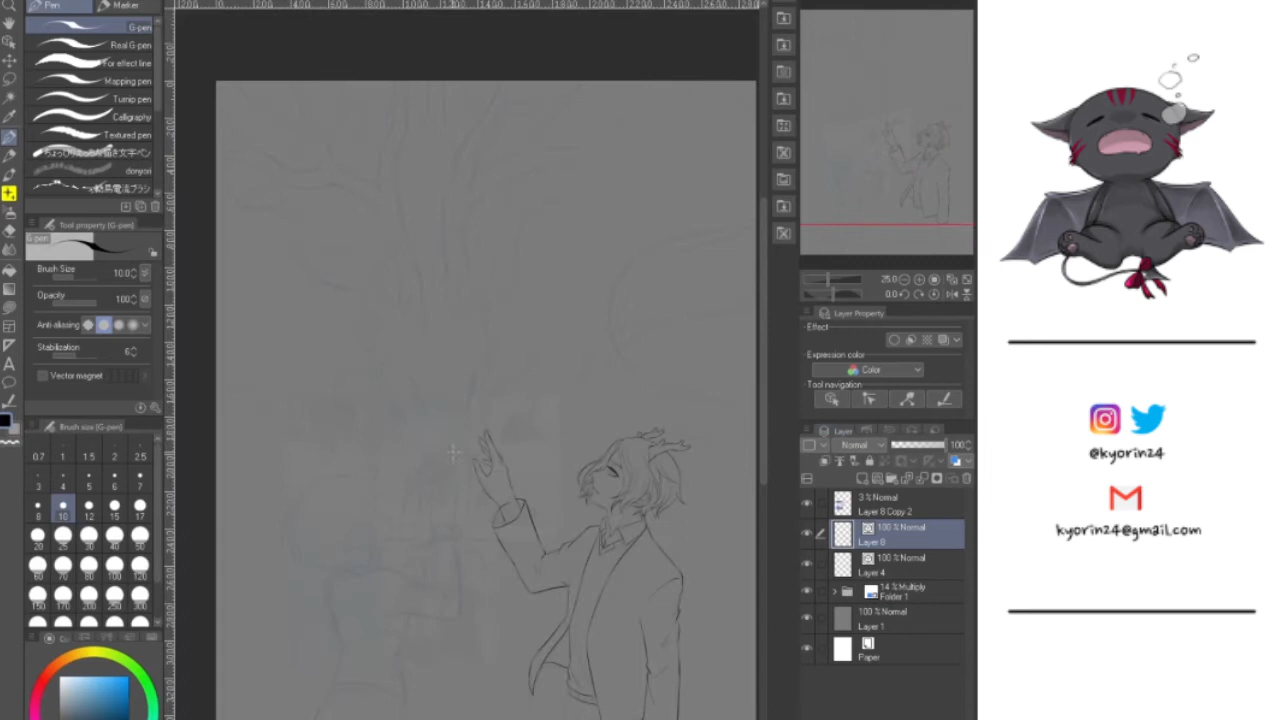 Pen
Marker
G-pen
Real G-pen
For effect line
Mapping pen
Turnip pen
Calligraphy
Textured pen
donyori
Tool property [G-pen]
G-pen
Brush Size 10.0
Opacity 100
Anti-aliasing
Stabilization 6
Vector magnet
Brush size [G-pen]
0.7 1 1.5 2 2.5
3 4 5 6 7
8 10 12 15 17
20 25 30 40 50
60 70 80 100 120
150 170 200 250 300
25.0
0.0
Layer Property
Effect
Expression color
Color
Tool navigation
Layer
Normal 100
3 % Normal
Layer 8 Copy 2
100 % Normal
100 % Normal
Layer 4
14 % Multiply
Folder 1
100 % Normal
Layer 1
Paper
@kyorin24
kyorin24@gmail.com